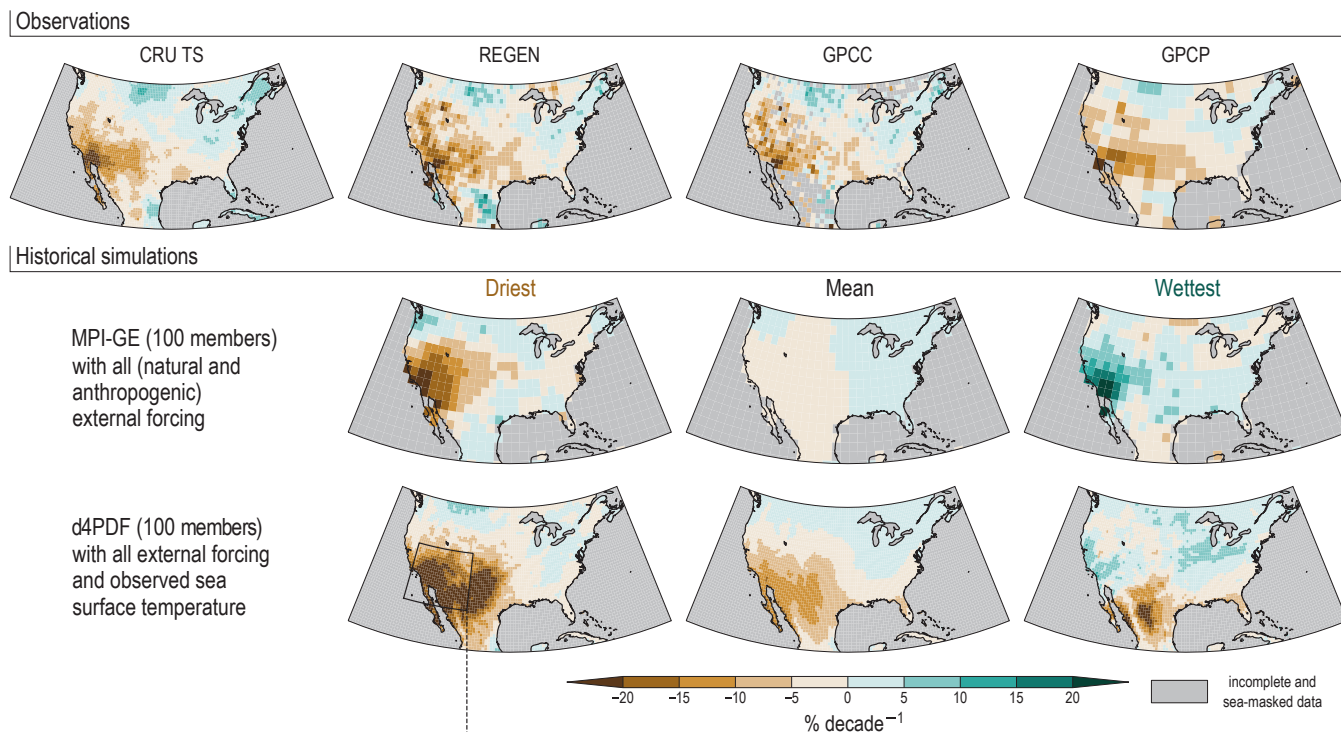 Observations
CRU TS
REGEN
GPCC
GPCP
Historical simulations
Driest
Mean
Wettest
MPI-GE (100 members)
with all (natural and
anthropogenic)
external forcing
d4PDF (100 members)
with all external forcing
and observed sea
surface temperature
−20 −15 −10 −5 0 5 10 15 20
% decade⁻¹
incomplete and
sea-masked data